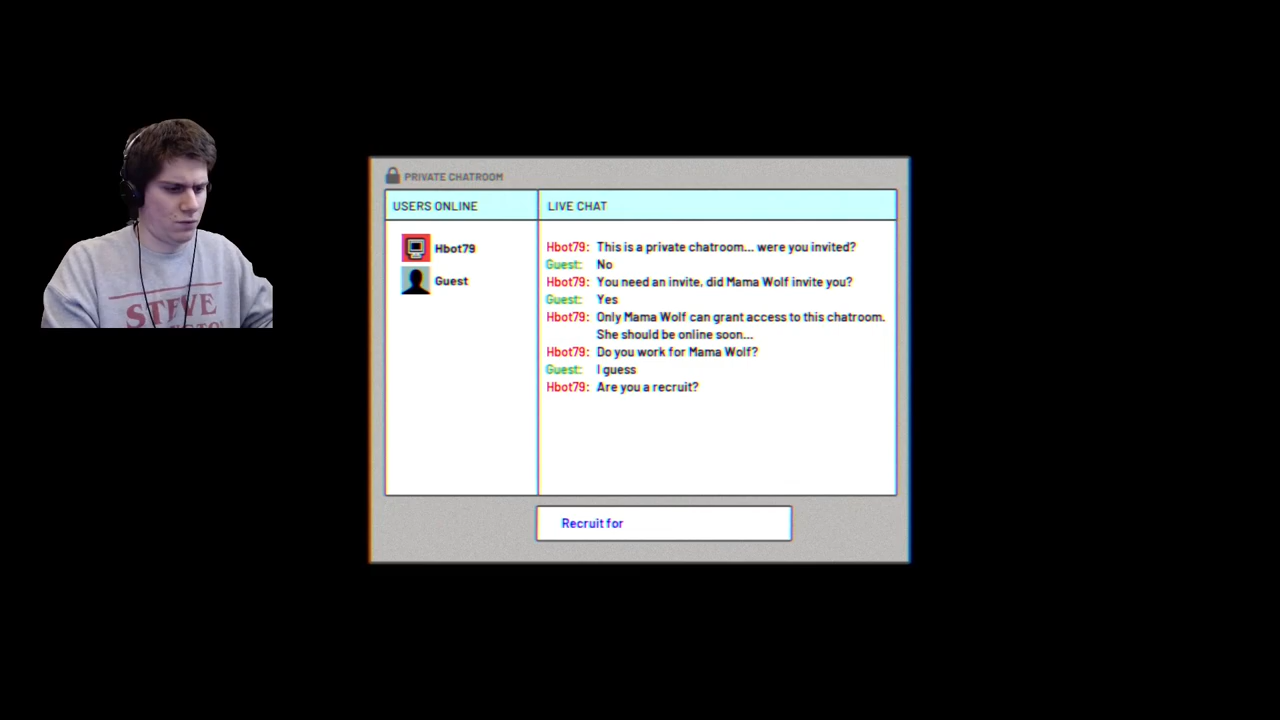 PRIVATE CHATROOM
USERS ONLINE
LIVE CHAT
Hbot79
Guest
Hbot79: This is a private chatroom... were you invited?
Guest: No
Hbot79: You need an invite, did Mama Wolf invite you?
Guest: Yes
Hbot79: Only Mama Wolf can grant access to this chatroom.
She should be online soon...
Hbot79: Do you work for Mama Wolf?
Guest: I guess
Hbot79: Are you a recruit?
Recruit for
STEVE